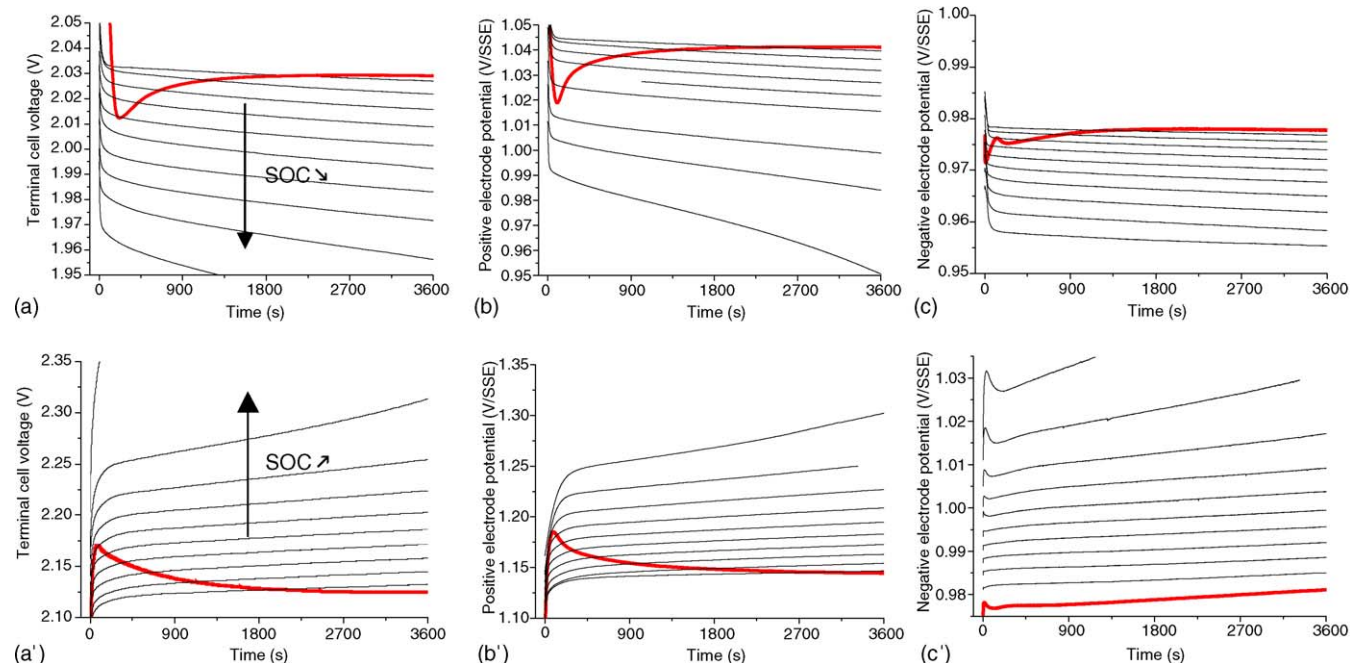 Terminal cell voltage (V)
2.05
2.04
2.03
2.02
2.01
2.00
1.99
1.98
1.97
1.96
1.95
SOC ↘
0 900 1800 2700 3600
Time (s)
(a)
Positive electrode potential (V/SSE)
1.05
1.04
1.03
1.02
1.01
1.00
0.99
0.98
0.97
0.96
0.95
0 900 1800 2700 3600
Time (s)
(b)
Negative electrode potential (V/SSE)
1.00
0.99
0.98
0.97
0.96
0.95
0 900 1800 2700 3600
Time (s)
(c)
Terminal cell voltage (V)
2.35
2.30
2.25
2.20
2.15
2.10
SOC ↗
0 900 1800 2700 3600
Time (s)
(a')
Positive electrode potential (V/SSE)
1.35
1.30
1.25
1.20
1.15
1.10
0 900 1800 2700 3600
Time (s)
(b')
Negative electrode potential (V/SSE)
1.03
1.02
1.01
1.00
0.99
0.98
0 900 1800 2700 3600
Time (s)
(c')